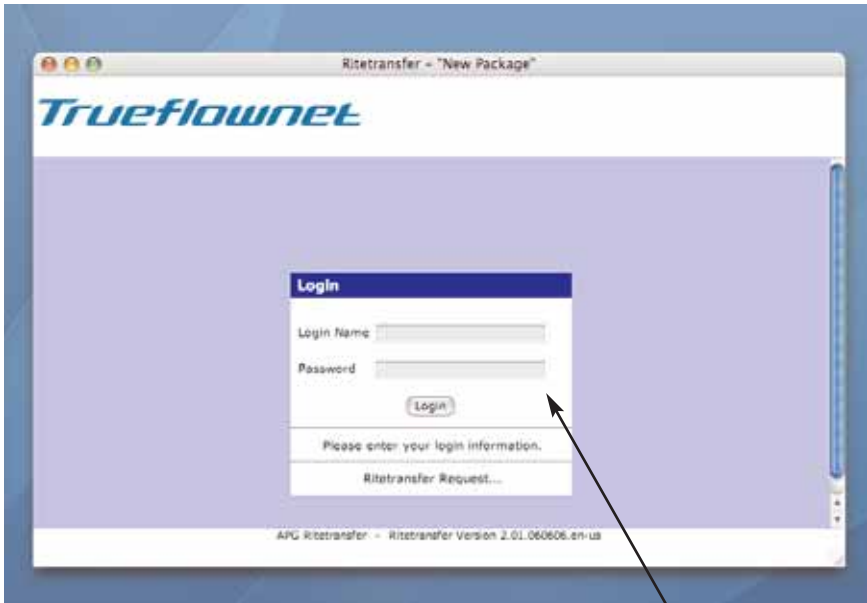 Ritetransfer - "New Package"
Trueflownet
Login
Login Name
Password
Login
Please enter your login information.
Ritetransfer Request...
APG Ritetransfer - Ritetransfer Version 2.01.060606.en-us